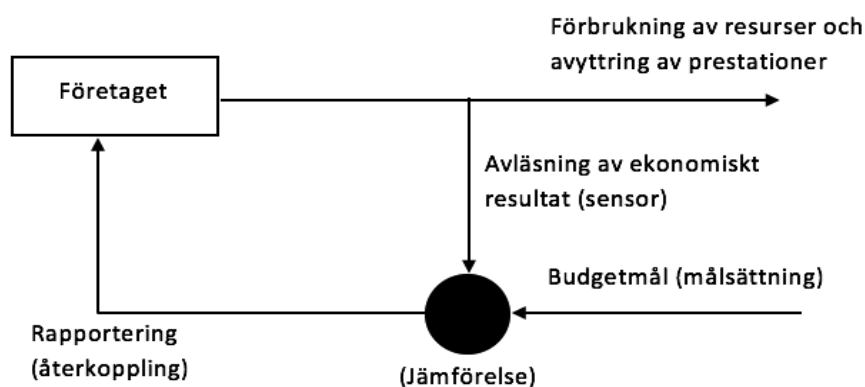 Förbrukning av resurser och
avyttring av prestationer
Företaget
Avläsning av ekonomiskt
resultat (sensor)
Budgetmål (målsättning)
Rapportering
(återkoppling)
(Jämförelse)